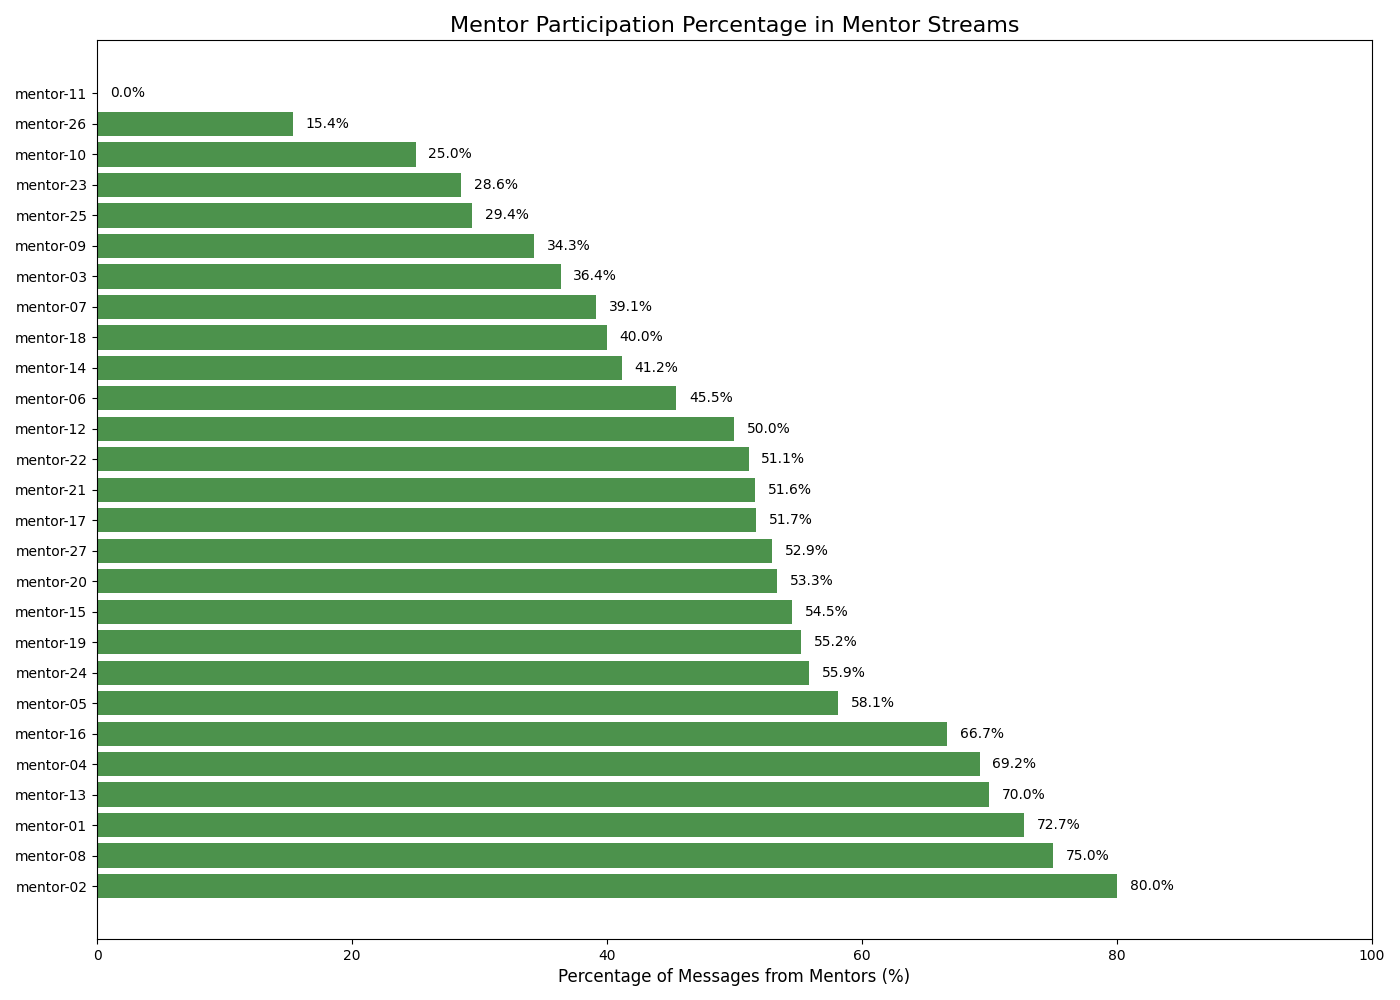 Mentor Participation Percentage in Mentor Streams
mentor-11 0.0%
mentor-26 15.4%
mentor-10 25.0%
mentor-23 28.6%
mentor-25 29.4%
mentor-09 34.3%
mentor-03 36.4%
mentor-07 39.1%
mentor-18 40.0%
mentor-14 41.2%
mentor-06 45.5%
mentor-12 50.0%
mentor-22 51.1%
mentor-21 51.6%
mentor-17 51.7%
mentor-27 52.9%
mentor-20 53.3%
mentor-15 54.5%
mentor-19 55.2%
mentor-24 55.9%
mentor-05 58.1%
mentor-16 66.7%
mentor-04 69.2%
mentor-13 70.0%
mentor-01 72.7%
mentor-08 75.0%
mentor-02 80.0%
0 20 40 60 80 100
Percentage of Messages from Mentors (%)